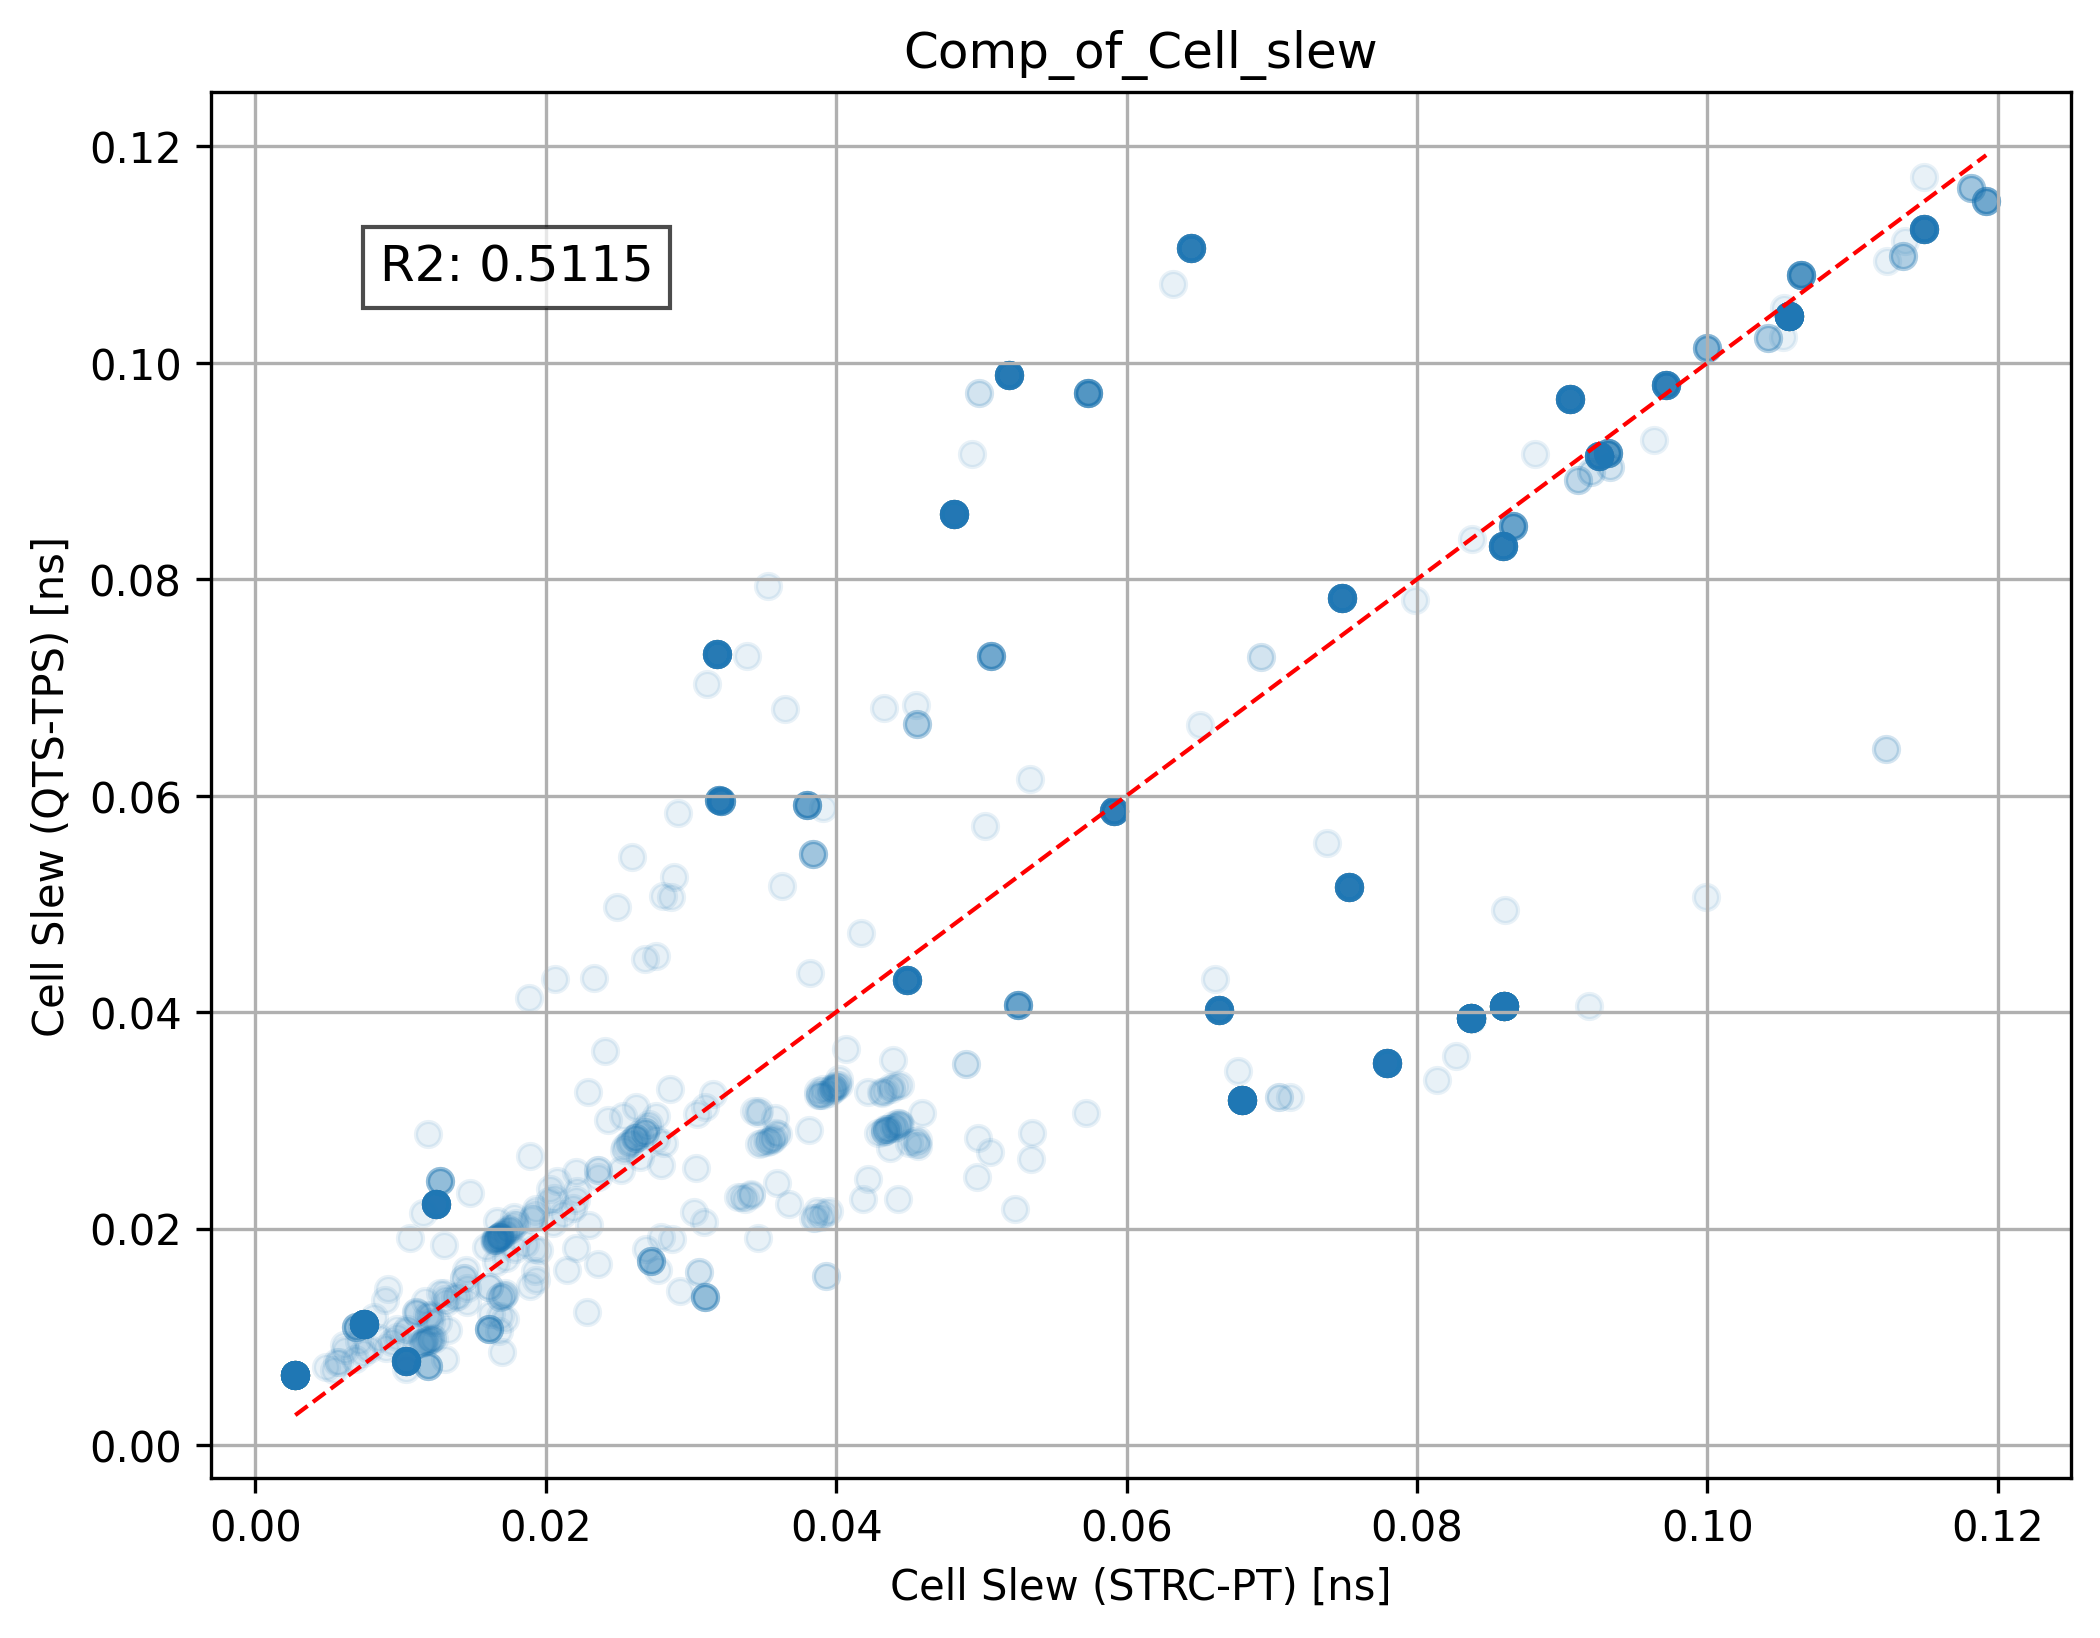 Comp_of_Cell_slew
R2: 0.5115
Cell Slew (QTS-TPS) [ns]
0.12
0.10
0.08
0.06
0.04
0.02
0.00
0.00 0.02 0.04 0.06 0.08 0.10 0.12
Cell Slew (STRC-PT) [ns]